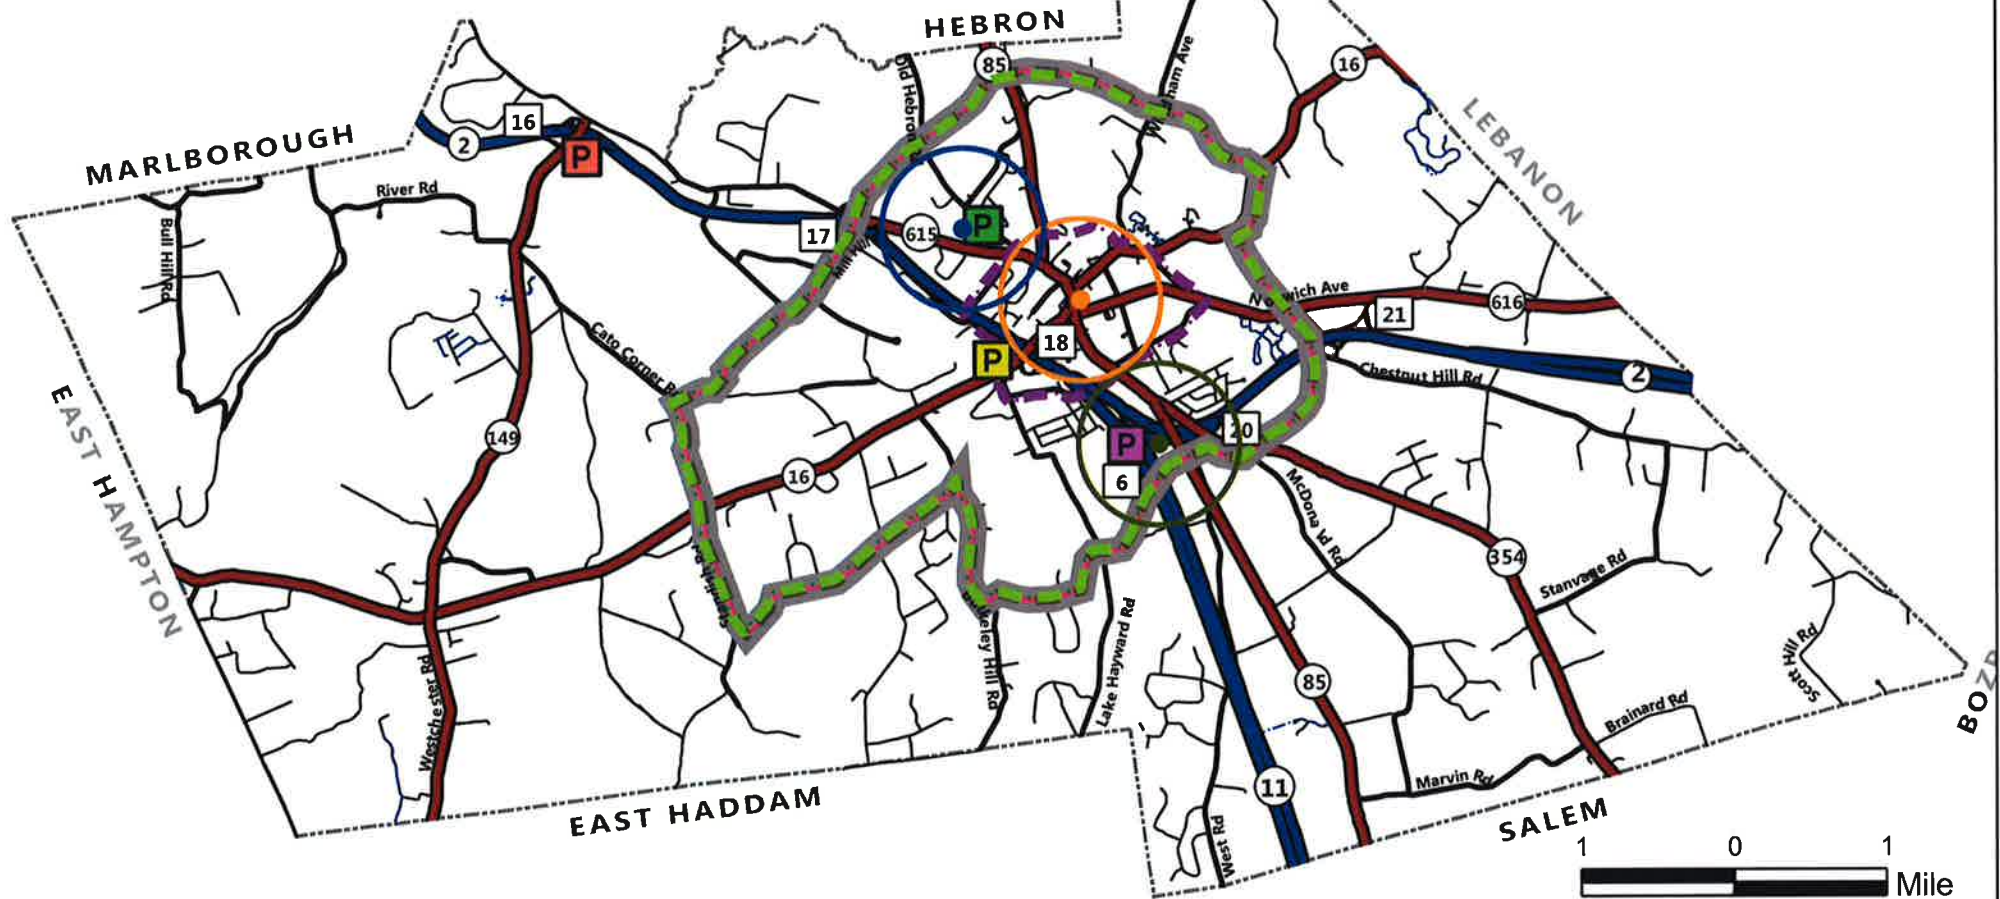 HEBRON
85
Old Hebron
16
16
LEBANON
2
P
MARLBOROUGH
River Rd
Bull Hill Rd
17
615
P
Norwich Ave
616
21
18
P
2
Chestnut Hill Rd
Cato Corner Rd
EAST HAMPTON
149
20
P
6
16
McDonald Rd
354
Stanvage Rd
Lake Hayward Rd
Scott Hill Rd
85
Westchester Rd
Brainard Rd
BOZ
11
Marvin Rd
EAST HADDAM
SALEM
West Rd
1 0 1
Mile